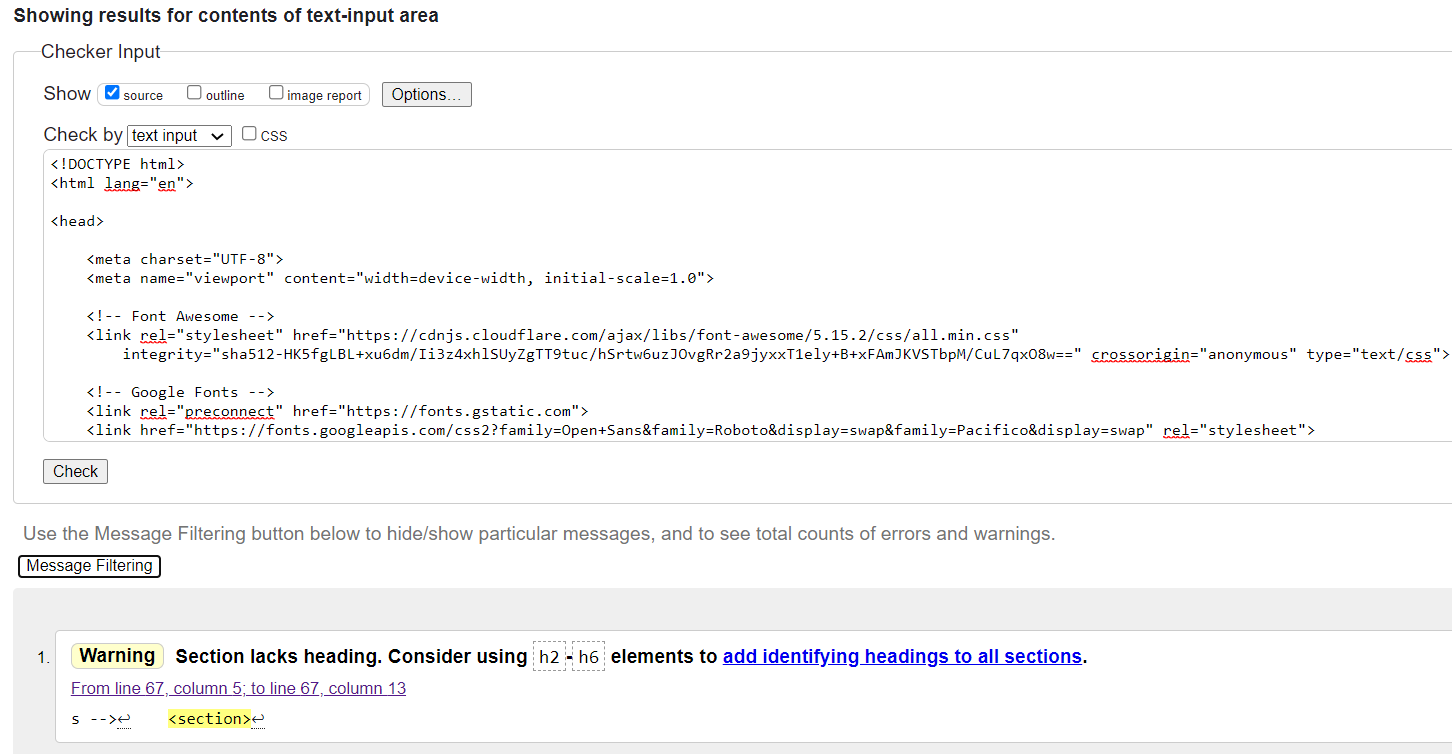 Showing results for contents of text-input area
Checker Input
Show source outline image report Options...
Check by text input CSS
<!DOCTYPE html>
<html lang="en">
<head>
<meta charset="UTF-8">
<meta name="viewport" content="width=device-width, initial-scale=1.0">
<!-- Font Awesome -->
<link rel="stylesheet" href="https://cdnjs.cloudflare.com/ajax/libs/font-awesome/5.15.2/css/all.min.css"
integrity="sha512-HK5fgLBL+xu6dm/Ii3z4xhlSUyZgTT9tuc/hSrtw6uzJOvgRr2a9jyxxT1ely+B+xFAmJKVSTbpM/CuL7qxO8w==" crossorigin="anonymous" type="text/css">
<!-- Google Fonts -->
<link rel="preconnect" href="https://fonts.gstatic.com">
<link href="https://fonts.googleapis.com/css2?family=Open+Sans&family=Roboto&display=swap&family=Pacifico&display=swap" rel="stylesheet">
Check
Use the Message Filtering button below to hide/show particular messages, and to see total counts of errors and warnings.
Message Filtering
1. Warning Section lacks heading. Consider using h2-h6 elements to add identifying headings to all sections.
From line 67, column 5; to line 67, column 13
s -->↩ <section>↩